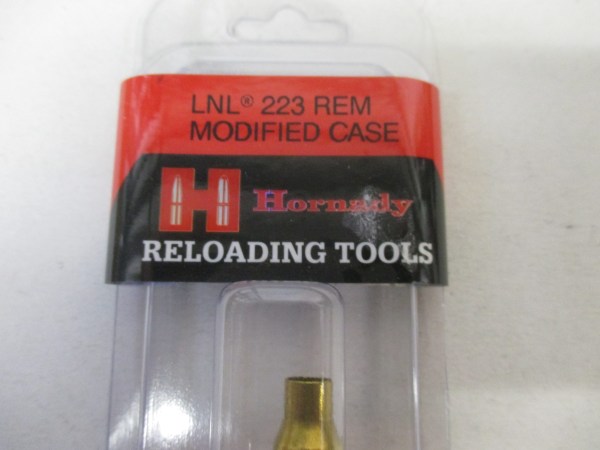 LNL® 223 REM
MODIFIED CASE
H Hornady
RELOADING TOOLS